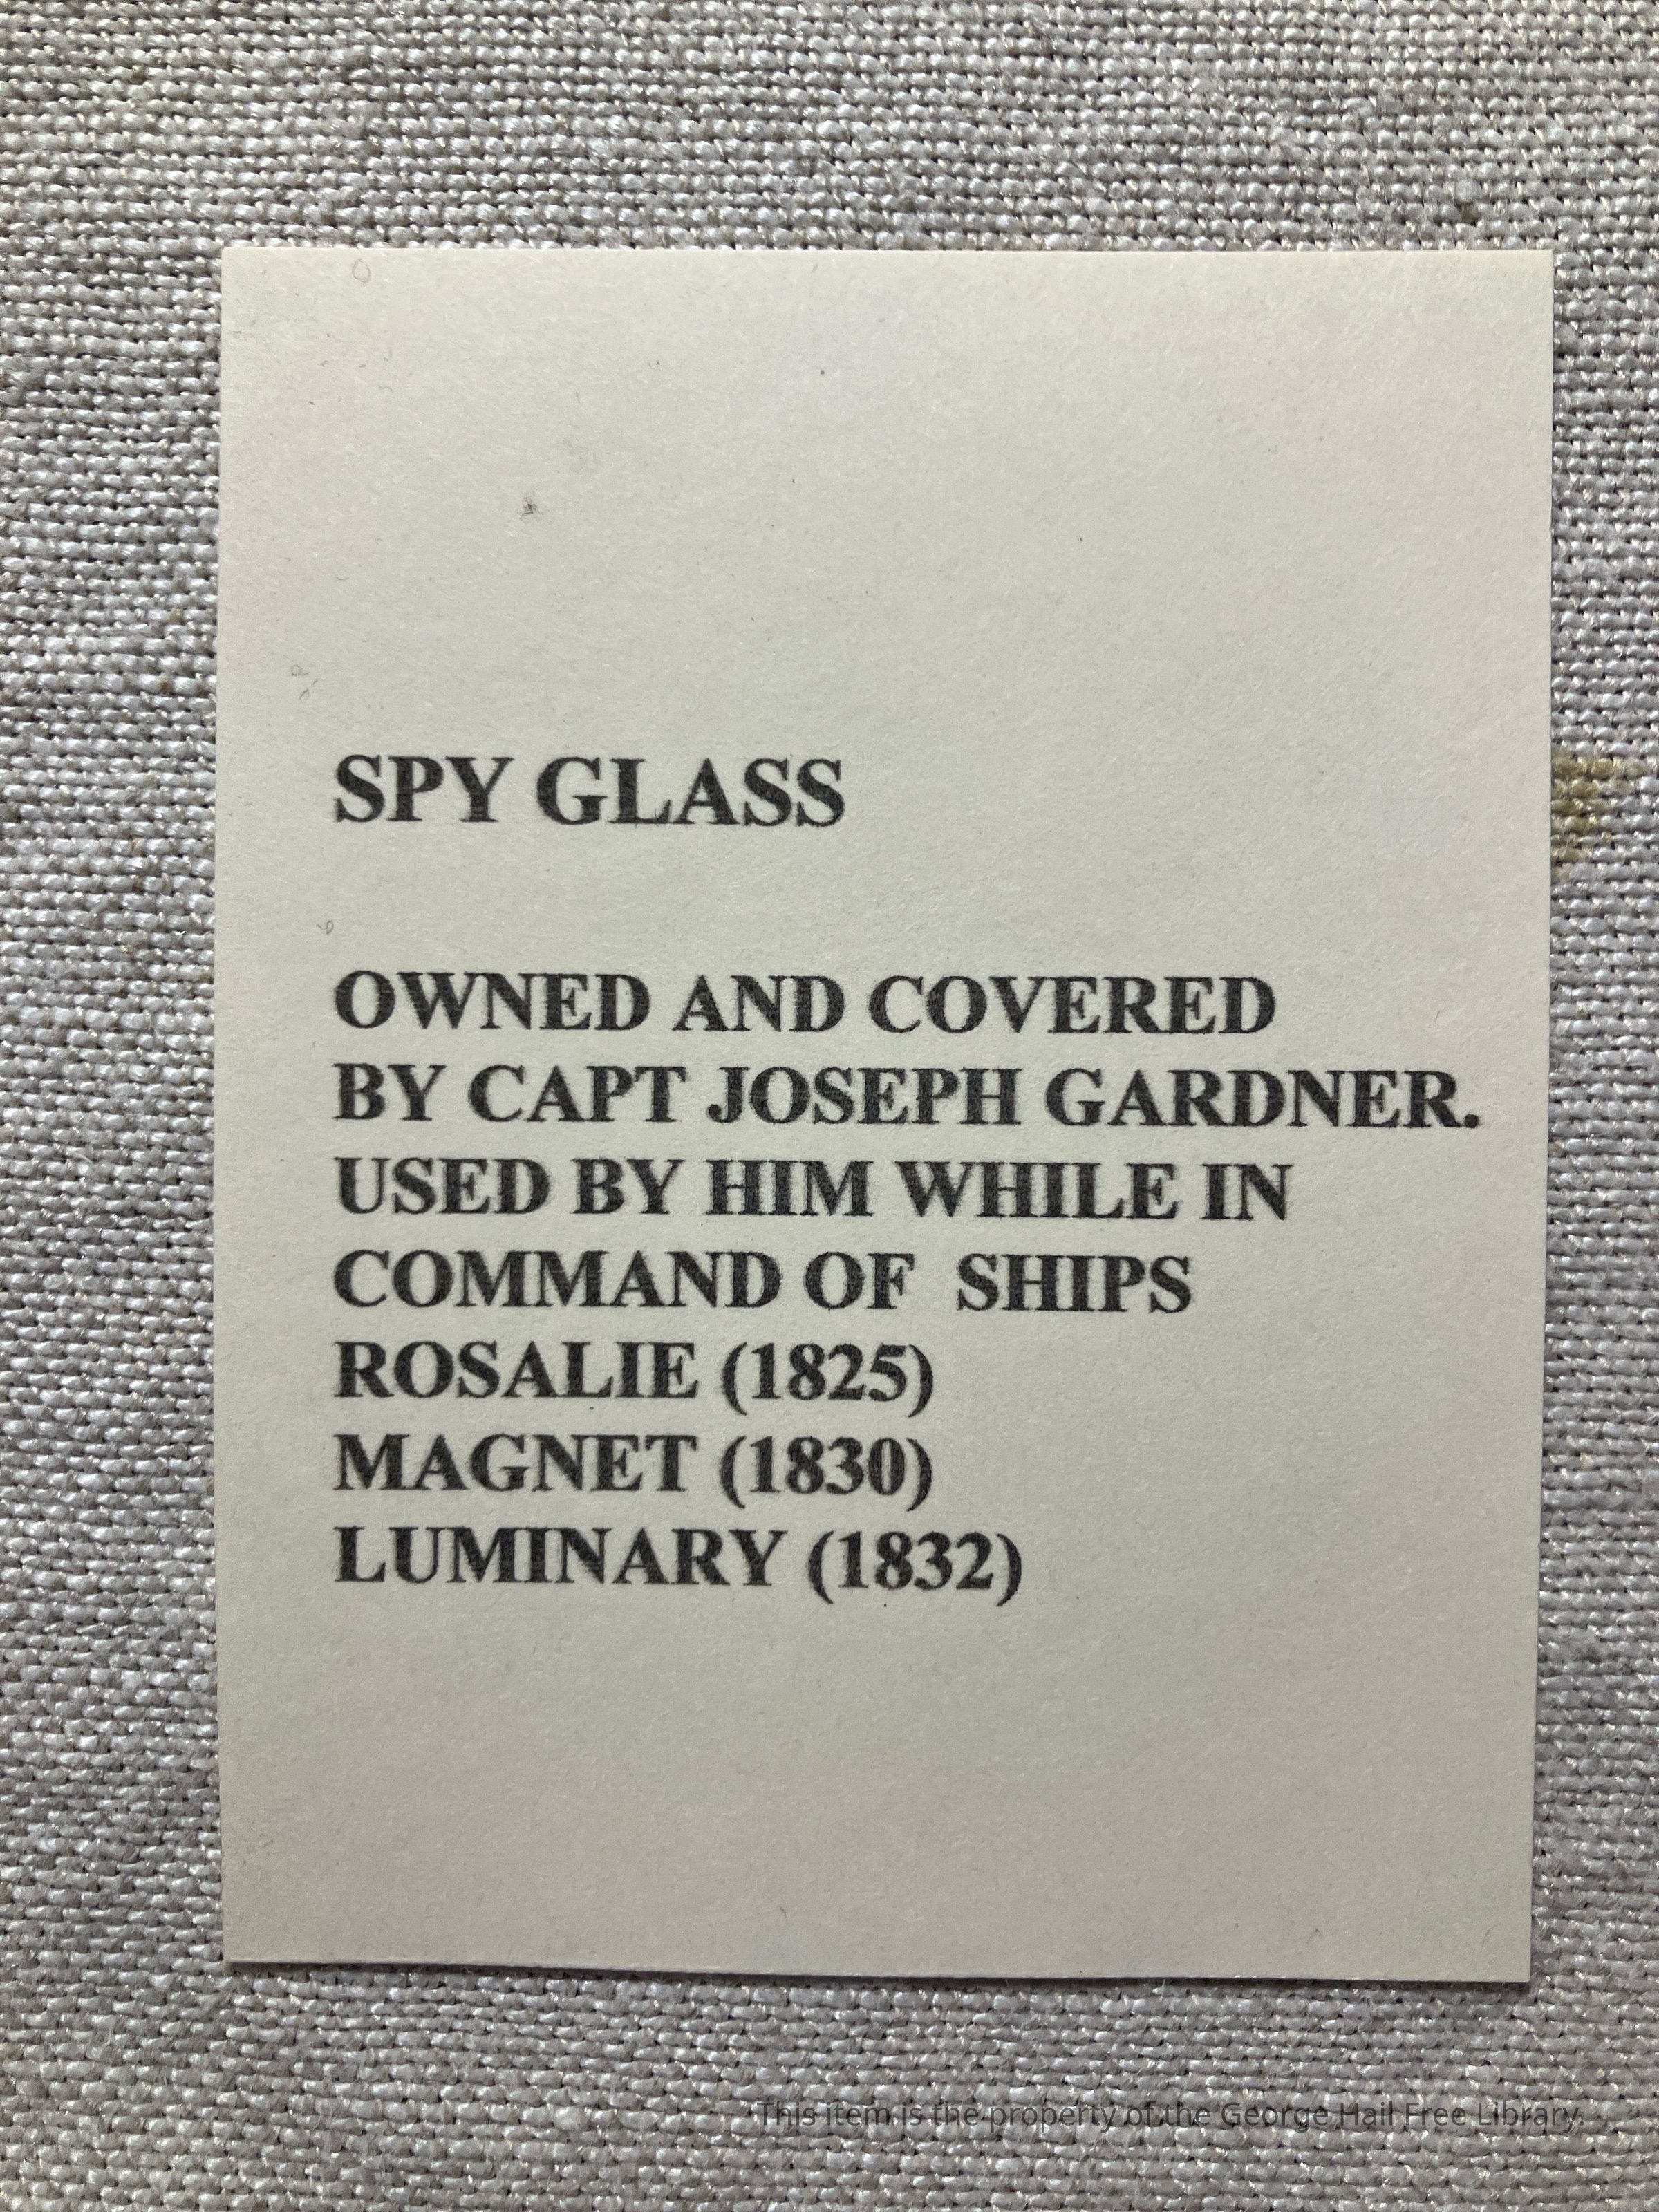 SPY GLASS
OWNED AND COVERED
BY CAPT JOSEPH GARDNER.
USED BY HIM WHILE IN
COMMAND OF  SHIPS
ROSALIE (1825)
MAGNET (1830)
LUMINARY (1832)
This item is the property of the George Hail Free Library.